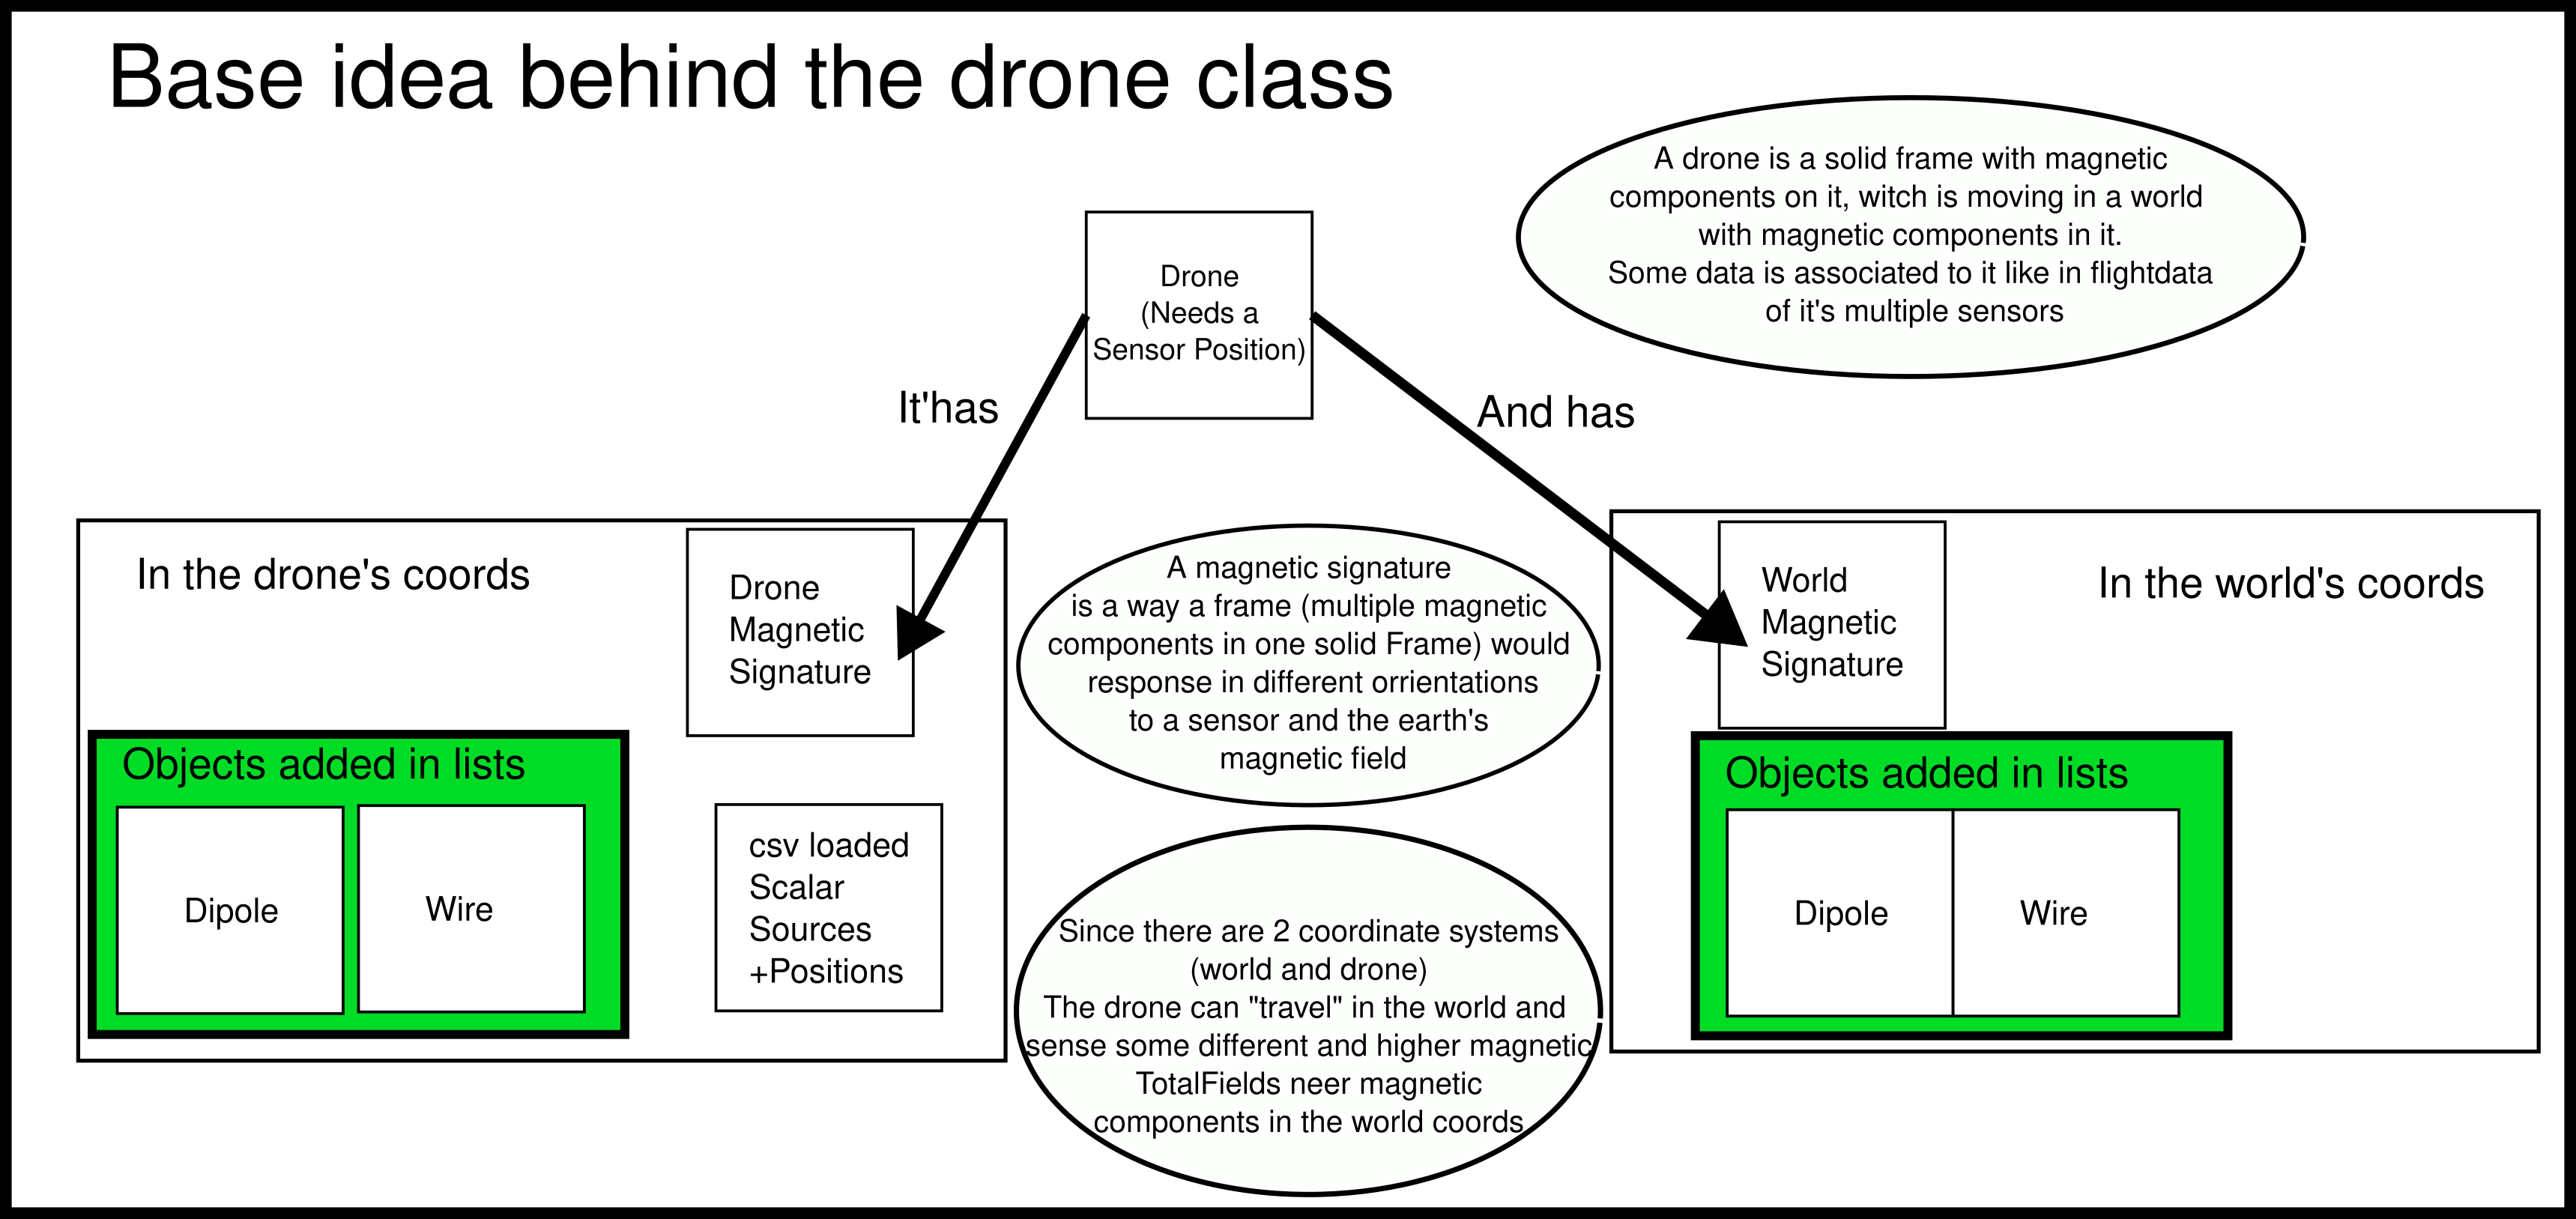 Base idea behind the drone class
A drone is a solid frame with magnetic
components on it, witch is moving in a world
with magnetic components in it.
Some data is associated to it like in flightdata
of it's multiple sensors
Drone
(Needs a
Sensor Position)
It'has
And has
In the drone's coords
Drone
Magnetic
Signature
Objects added in lists
Dipole
Wire
csv loaded
Scalar
Sources
+Positions
A magnetic signature
is a way a frame (multiple magnetic
components in one solid Frame) would
response in different orrientations
to a sensor and the earth's
magnetic field
Since there are 2 coordinate systems
(world and drone)
The drone can "travel" in the world and
sense some different and higher magnetic
TotalFields neer magnetic
components in the world coords
World
Magnetic
Signature
In the world's coords
Objects added in lists
Dipole
Wire